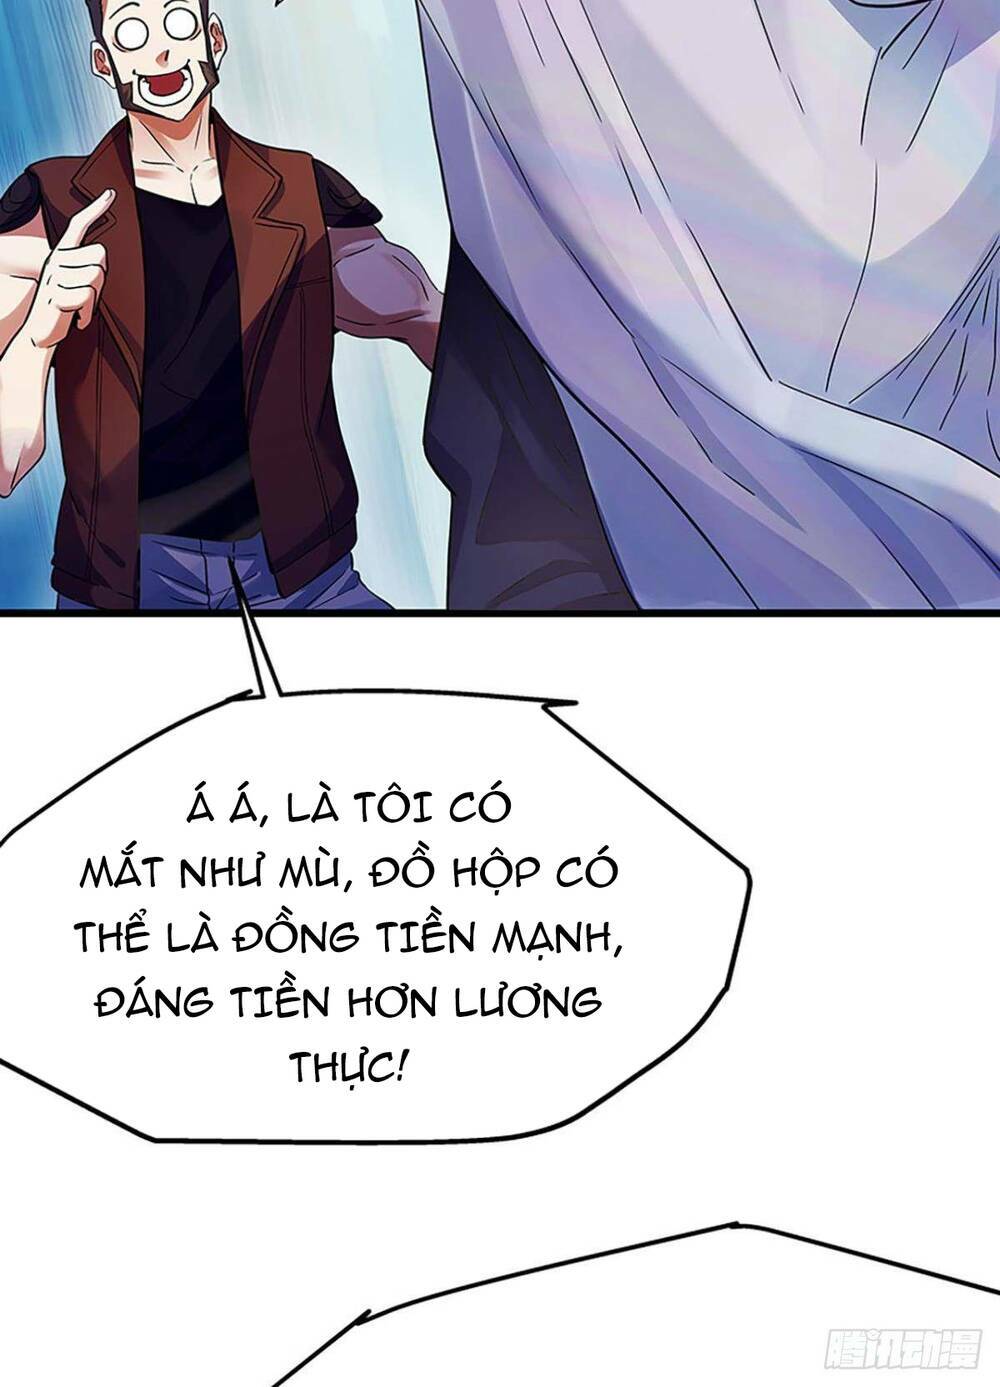 Á Á, LÀ TÔI CÓ
MẮT NHƯ MÙ, ĐỒ HỘP CÓ
THỂ LÀ ĐỒNG TIỀN MẠNH,
ĐÁNG TIỀN HƠN LƯƠNG
THỰC!
腾讯动漫